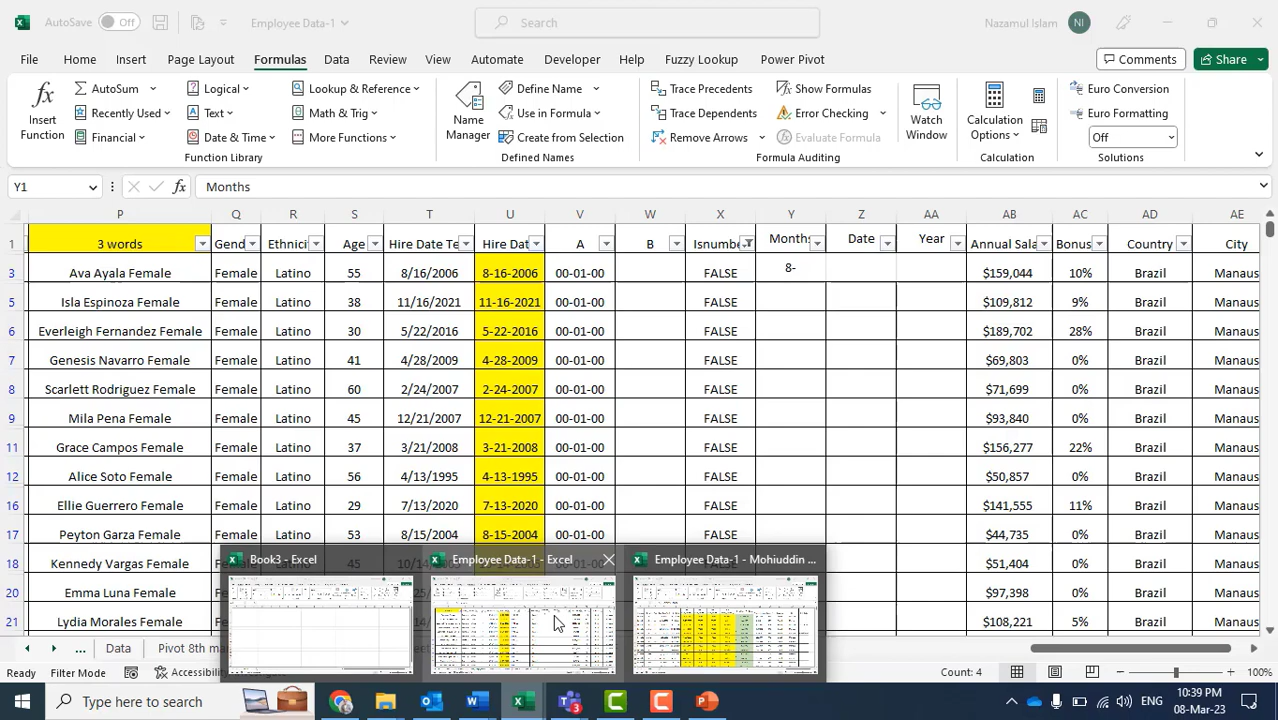 AutoSave Off Employee Data-1 Search Nazamul Islam NI
File Home Insert Page Layout Formulas Data Review View Automate Developer Help Fuzzy Lookup Power Pivot Comments Share
Insert Function
AutoSum
Recently Used
Financial
Logical
Text
Date & Time
Lookup & Reference
Math & Trig
More Functions
Function Library
Name Manager
Define Name
Use in Formula
Create from Selection
Defined Names
Trace Precedents
Trace Dependents
Remove Arrows
Show Formulas
Error Checking
Evaluate Formula
Formula Auditing
Watch Window
Calculation Options
Calculation
Euro Conversion
Euro Formatting
Off
Solutions
Y1 fx Months
P Q R S T U V W X Y Z AA AB AC AD AE
1 3 words Gend Ethnici Age Hire Date Te Hire Dat A B Isnumbe Months Date Year Annual Sala Bonus Country City
3 Ava Ayala Female Female Latino 55 8/16/2006 8-16-2006 00-01-00 FALSE 8- $159,044 10% Brazil Manaus
5 Isla Espinoza Female Female Latino 38 11/16/2021 11-16-2021 00-01-00 FALSE $109,812 9% Brazil Manaus
6 Everleigh Fernandez Female Female Latino 30 5/22/2016 5-22-2016 00-01-00 FALSE $189,702 28% Brazil Manaus
7 Genesis Navarro Female Female Latino 41 4/28/2009 4-28-2009 00-01-00 FALSE $69,803 0% Brazil Manaus
8 Scarlett Rodriguez Female Female Latino 60 2/24/2007 2-24-2007 00-01-00 FALSE $71,699 0% Brazil Manaus
9 Mila Pena Female Female Latino 45 12/21/2007 12-21-2007 00-01-00 FALSE $93,840 0% Brazil Manaus
11 Grace Campos Female Female Latino 37 3/21/2008 3-21-2008 00-01-00 FALSE $156,277 22% Brazil Manaus
12 Alice Soto Female Female Latino 56 4/13/1995 4-13-1995 00-01-00 FALSE $50,857 0% Brazil Manaus
16 Ellie Guerrero Female Female Latino 29 7/13/2020 7-13-2020 00-01-00 FALSE $141,555 11% Brazil Manaus
17 Peyton Garza Female Female Latino 53 8/15/2004 8-15-2004 00-01-00 FALSE $44,735 0% Brazil Manaus
18 Kennedy Vargas Female $51,404 0% Brazil Manaus
20 Emma Luna Female $97,398 0% Brazil Manaus
21 Lydia Morales Female $108,221 5% Brazil Manaus
Book3 - Excel Employee Data-1 - Excel Employee Data-1 - Mohiuddin ...
... Data Pivot 8th
Ready Filter Mode Count: 4 100%
Type here to search ENG 10:39 PM
08-Mar-23